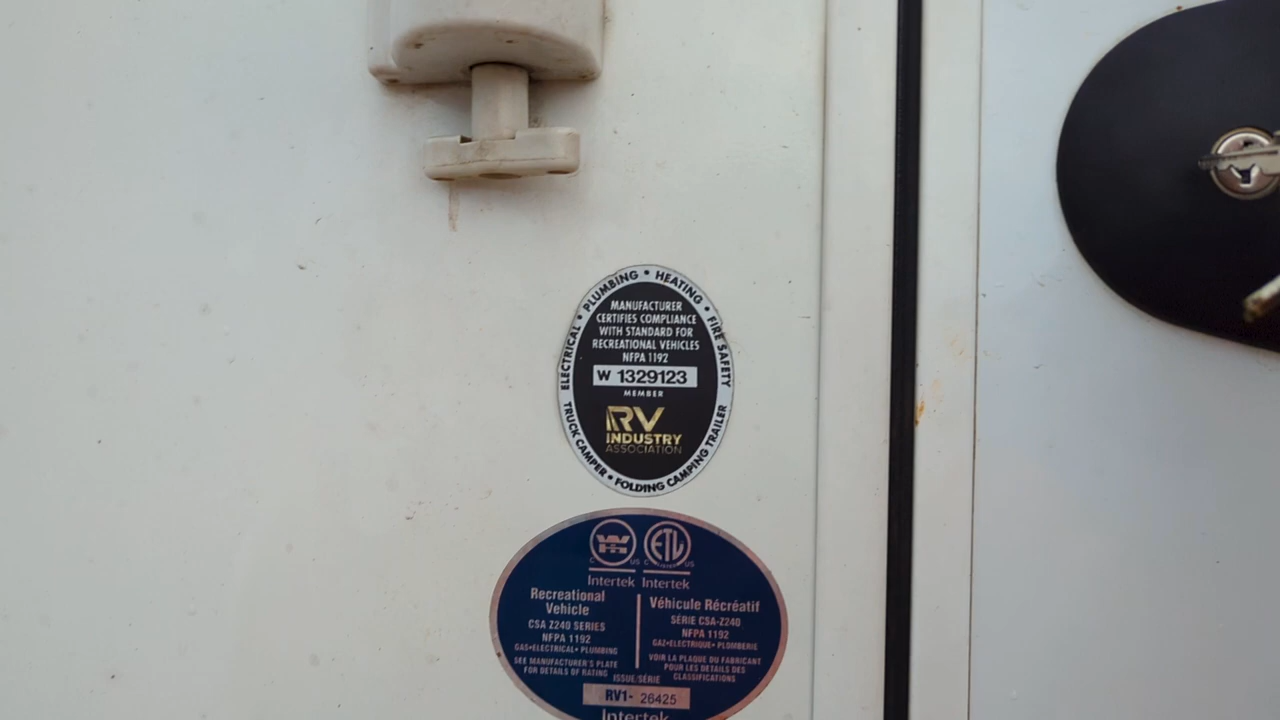 ELECTRICAL • PLUMBING • HEATING • FIRE SAFETY
MANUFACTURER
CERTIFIES COMPLIANCE
WITH STANDARD FOR
RECREATIONAL VEHICLES
NFPA 1192
W 1329123
MEMBER
RV
INDUSTRY
ASSOCIATION
TRUCK CAMPER • FOLDING CAMPING TRAILER
C US C US
ETL
Intertek Intertek
Recreational
Vehicle
CSA Z240 SERIES
NFPA 1192
GAS•ELECTRICAL• PLUMBING
SEE MANUFACTURER'S PLATE
FOR DETAILS OF RATING
Véhicule Récréatif
SÉRIE CSA-Z240
NFPA 1192
GAZ•ELECTRIQUE• PLOMBERIE
VOIR LA PLAQUE DU FABRICANT
POUR LES DETAILS DES
CLASSIFICATIONS
ISSUE/SÉRIE
RV1- 26425
Intertek